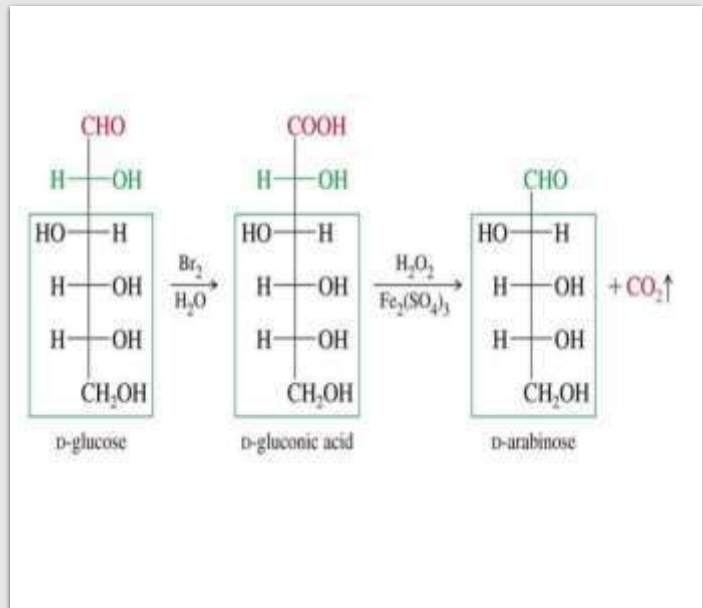 CHO
H OH
HO H
H OH
H OH
CH₂OH
D-glucose
Br₂
H₂O
COOH
H OH
HO H
H OH
H OH
CH₂OH
D-gluconic acid
H₂O₂
Fe₂(SO₄)₃
CHO
HO H
H OH
H OH
CH₂OH
D-arabinose
+ CO₂↑